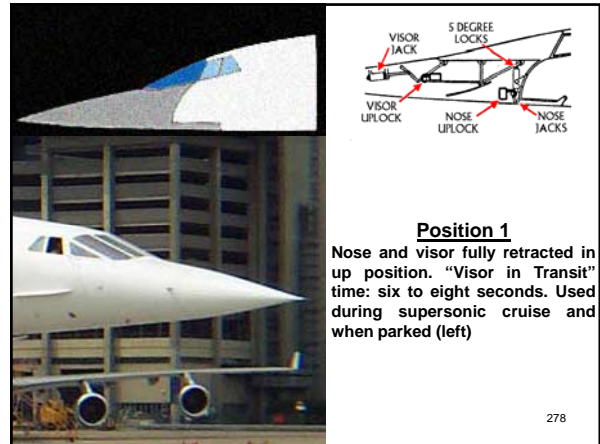 VISOR
JACK
5 DEGREE
LOCKS
VISOR
UPLOCK
NOSE
UPLOCK
NOSE
JACKS
Position 1
Nose and visor fully retracted in
up position. “Visor in Transit”
time: six to eight seconds. Used
during supersonic cruise and
when parked (left)
278